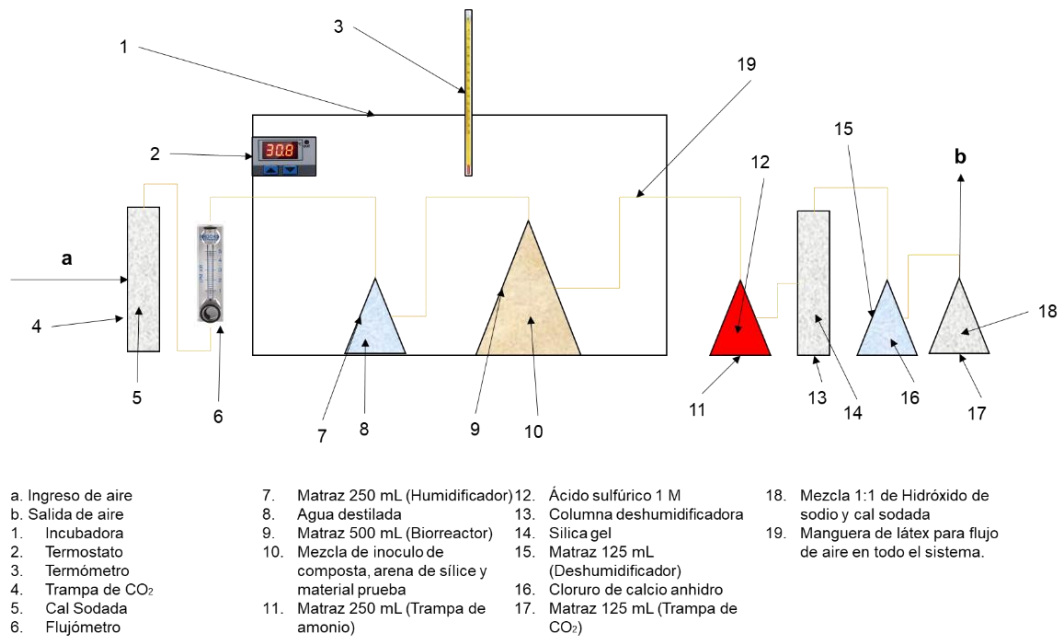 3
1
19
2
30.8
15
12
b
a
4
18
5
6
11
13
14
16
17
7
8
9
10
a. Ingreso de aire
b. Salida de aire
1. Incubadora
2. Termostato
3. Termómetro
4. Trampa de CO₂
5. Cal Sodada
6. Flujómetro
7. Matraz 250 mL (Humidificador)
8. Agua destilada
9. Matraz 500 mL (Biorreactor)
10. Mezcla de inoculo de
composta, arena de sílice y
material prueba
11. Matraz 250 mL (Trampa de
amonio)
12. Ácido sulfúrico 1 M
13. Columna deshumidificadora
14. Silica gel
15. Matraz 125 mL
(Deshumidificador)
16. Cloruro de calcio anhidro
17. Matraz 125 mL (Trampa de
CO₂)
18. Mezcla 1:1 de Hidróxido de
sodio y cal sodada
19. Manguera de látex para flujo
de aire en todo el sistema.